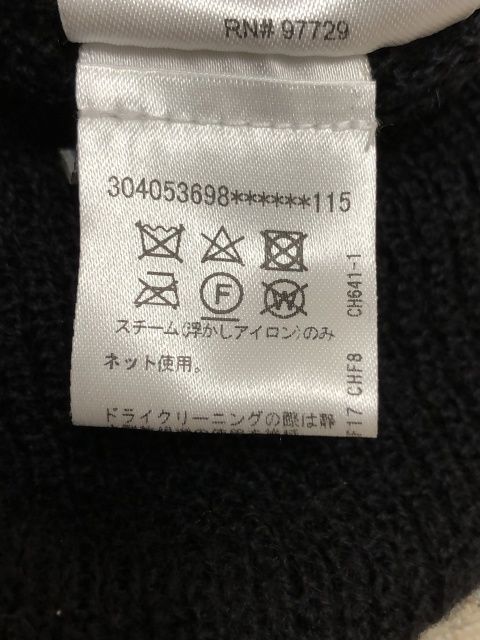 RN# 97729
304053698******115
F W
スチーム(浮かしアイロン)のみ
ネット使用。
ドライクリーニングの際は静
F17 CHF8 CH641-1